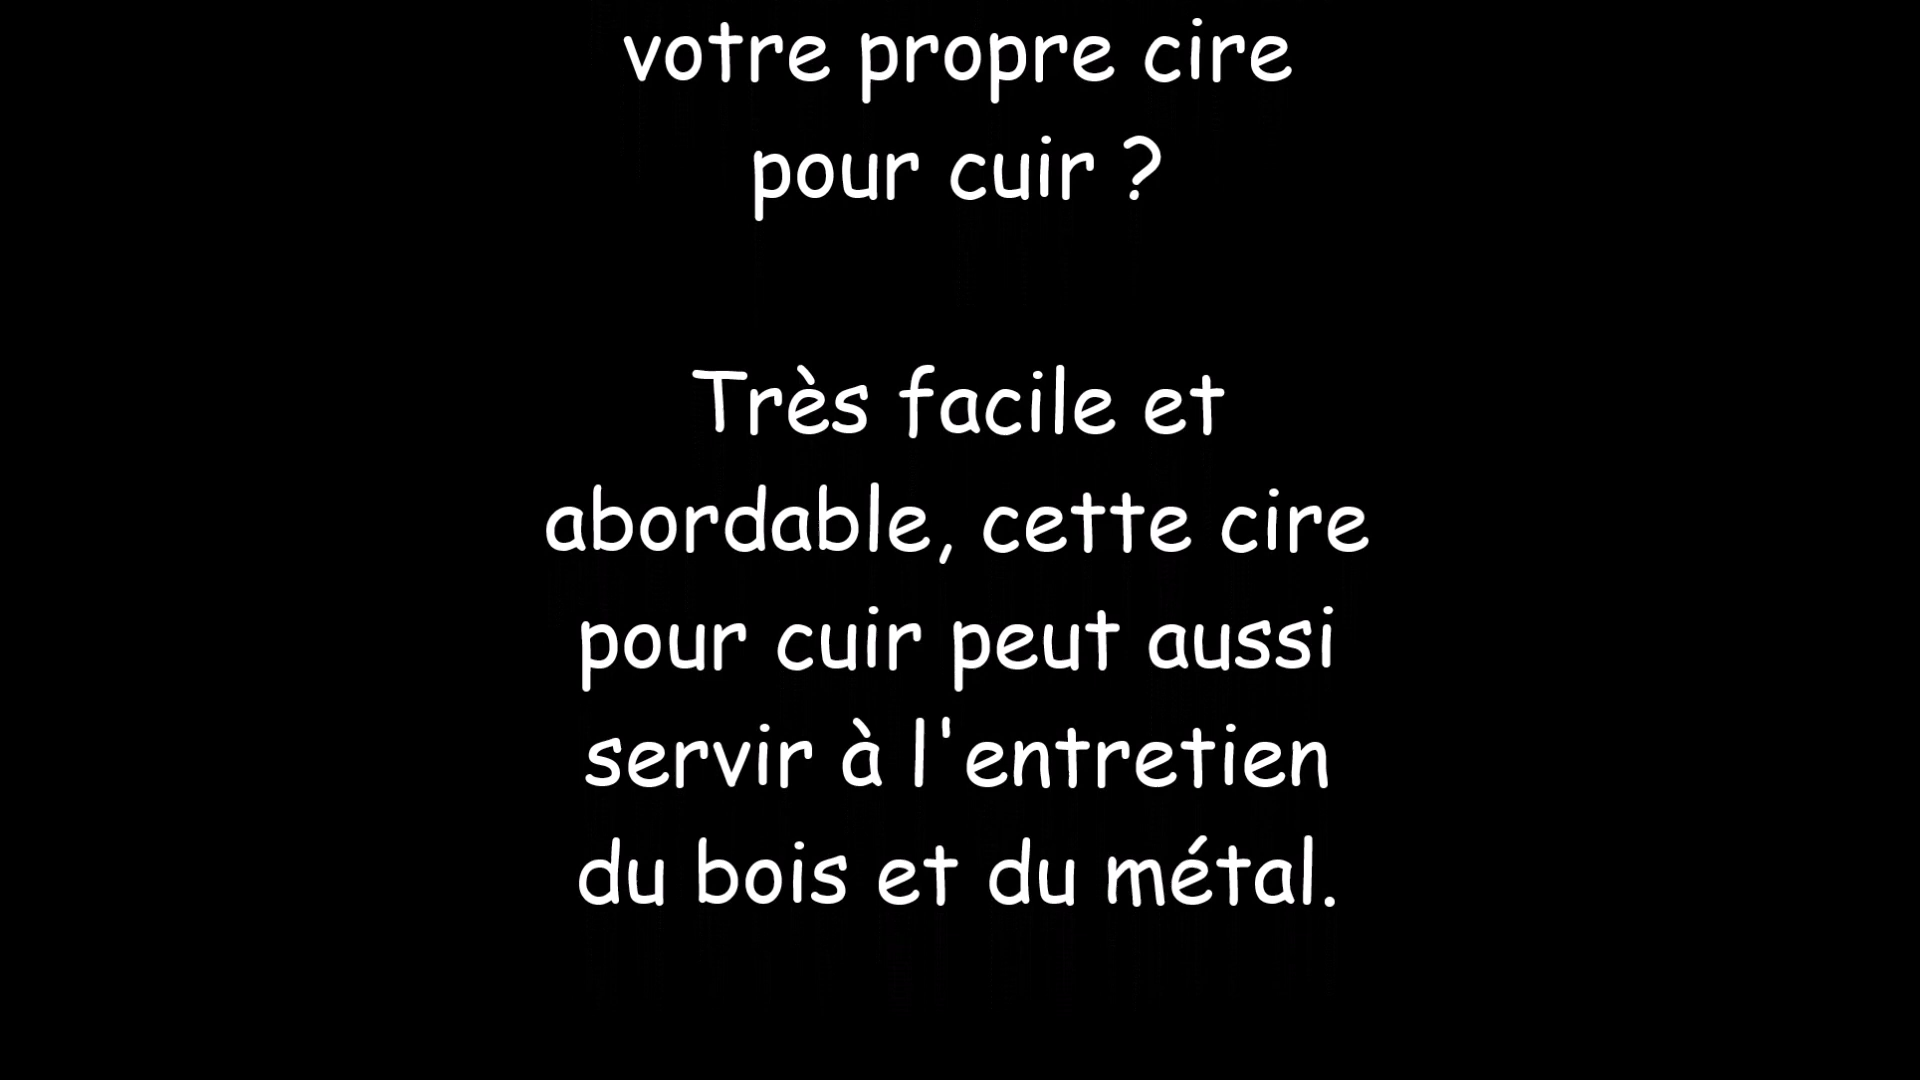 votre propre cire
pour cuir ?
Très facile et
abordable, cette cire
pour cuir peut aussi
servir à l'entretien
du bois et du métal.